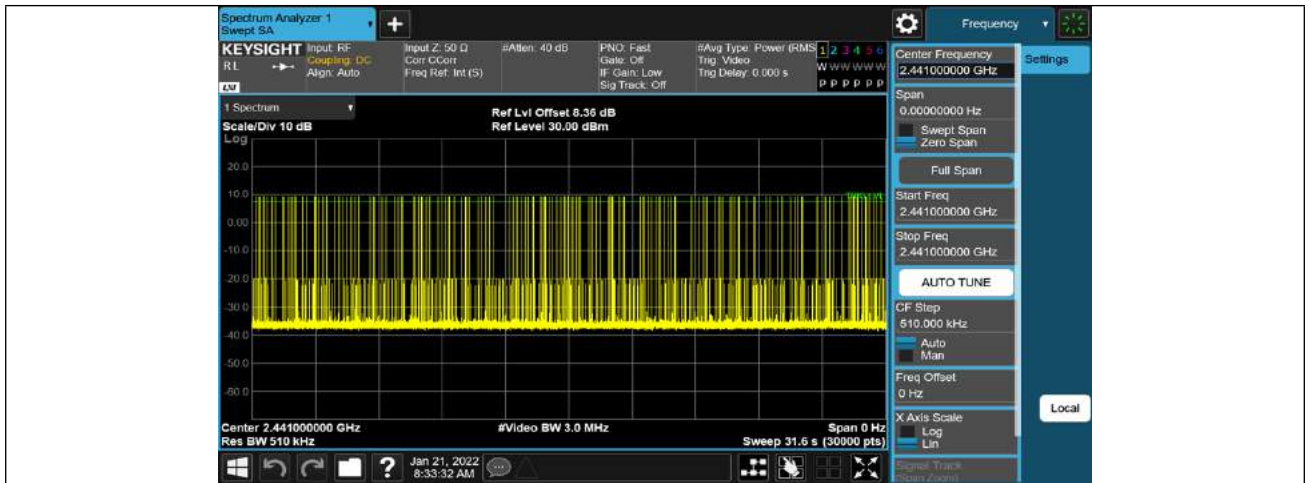 Spectrum Analyzer 1
Swept SA
Frequency
KEYSIGHT
Input: RF
Input Z: 50 Ω
#Atten: 40 dB
PNO: Fast
#Avg Type: Power (RMS
1 2 3 4 5 6
RL
Coupling: DC
Corr CCorr
Gate: Off
Trig: Video
W W W W W W
Align: Auto
Freq Ref: Int (S)
IF Gain: Low
Trig Delay: 0.000 s
P P P P P P
Sig Track: Off
1 Spectrum
Ref Lvl Offset 8.36 dB
Scale/Div 10 dB
Ref Level 30.00 dBm
Log
20.0
10.0
0.00
-10.0
-20.0
-30.0
-40.0
-50.0
-60.0
Center 2.441000000 GHz
#Video BW 3.0 MHz
Span 0 Hz
Res BW 510 kHz
Sweep 31.6 s (30000 pts)
Center Frequency
2.441000000 GHz
Settings
Span
0.00000000 Hz
Swept Span
Zero Span
Full Span
Start Freq
2.441000000 GHz
Stop Freq
2.441000000 GHz
AUTO TUNE
CF Step
510.000 kHz
Auto
Man
Freq Offset
0 Hz
X Axis Scale
Log
Lin
Local
Signal Track
(Span Zoom)
?
Jan 21, 2022
8:33:32 AM